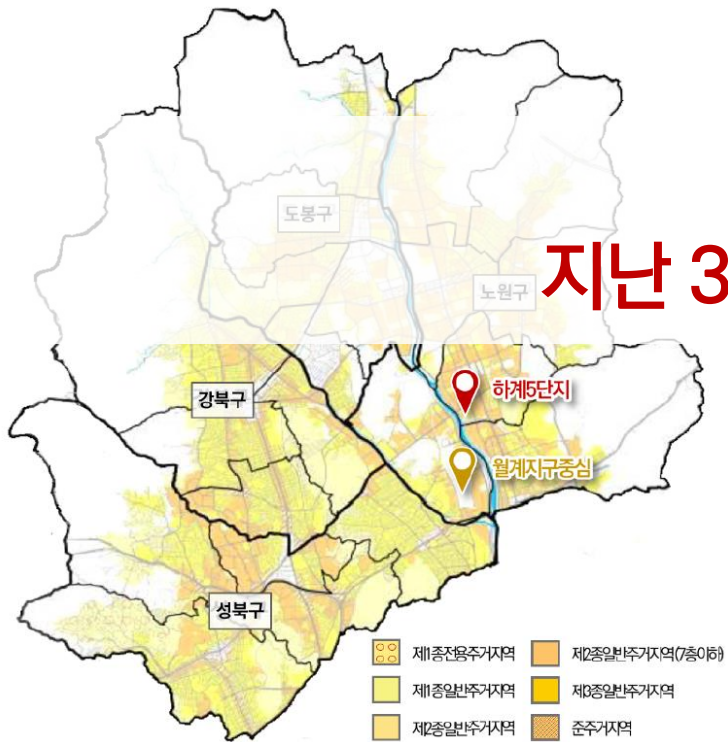 도봉구
지난 3
노원구
강북구
하계5단지
월계지구중심
성북구
제1종전용주거지역
제2종일반주거지역(7층이하)
제1종일반주거지역
제3종일반주거지역
제2종일반주거지역
준주거지역